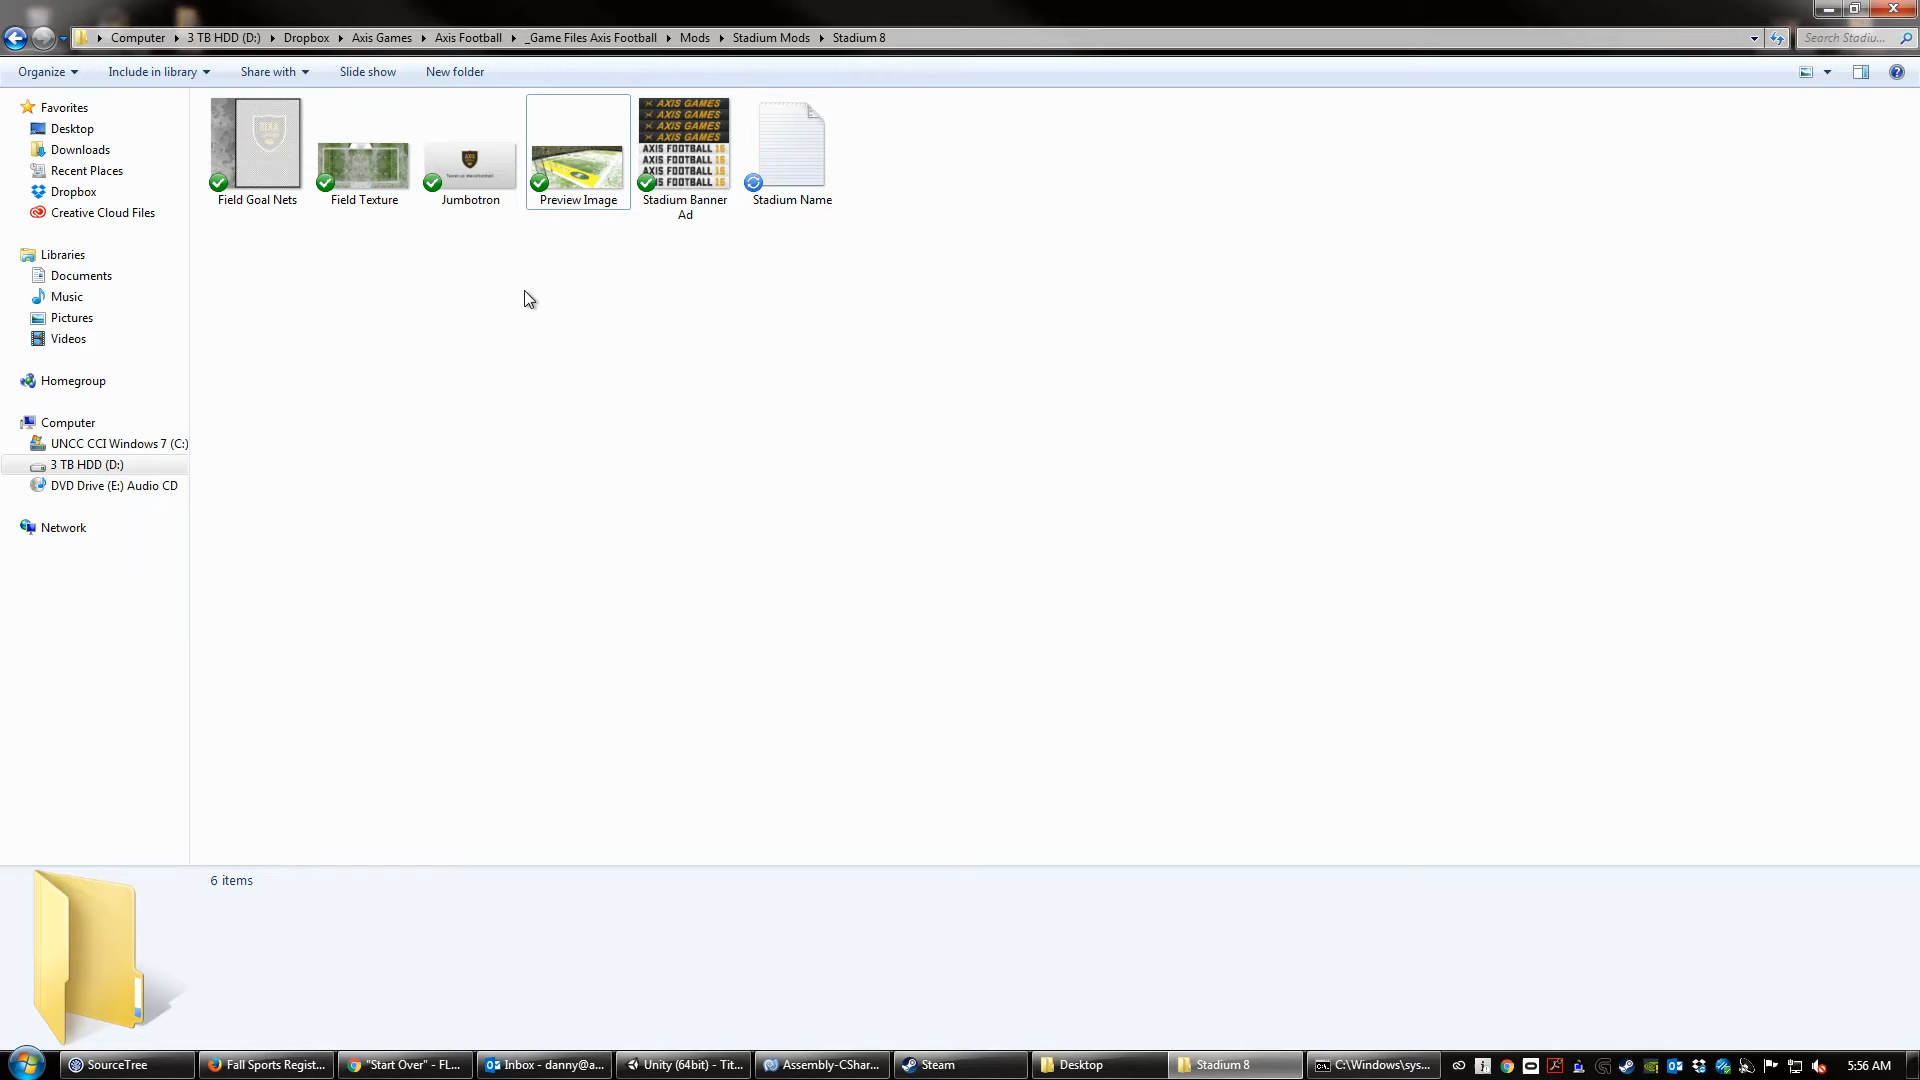 Computer 3 TB HDD (D:) Dropbox Axis Games Axis Football _Game Files Axis Football Mods Stadium Mods Stadium 8 Search Stadiu...
Organize Include in library Share with Slide show New folder
Favorites
Desktop
Downloads
Recent Places
Dropbox
Creative Cloud Files
Libraries
Documents
Music
Pictures
Videos
Homegroup
Computer
UNCC CCI Windows 7 (C:)
3 TB HDD (D:)
DVD Drive (E:) Audio CD
Network
AXIS GAMES
AXIS GAMES
AXIS GAMES
AXIS GAMES
AXIS FOOTBALL 16
AXIS FOOTBALL 16
AXIS FOOTBALL 16
AXIS FOOTBALL 16
Field Goal Nets
Field Texture
Jumbotron
Preview Image
Stadium Banner
Ad
Stadium Name
6 items
SourceTree Fall Sports Regist... "Start Over" - FL... Inbox - danny@a... Unity (64bit) - Tit... Assembly-CShar... Steam Desktop Stadium 8 C:\Windows\sys... 5:56 AM